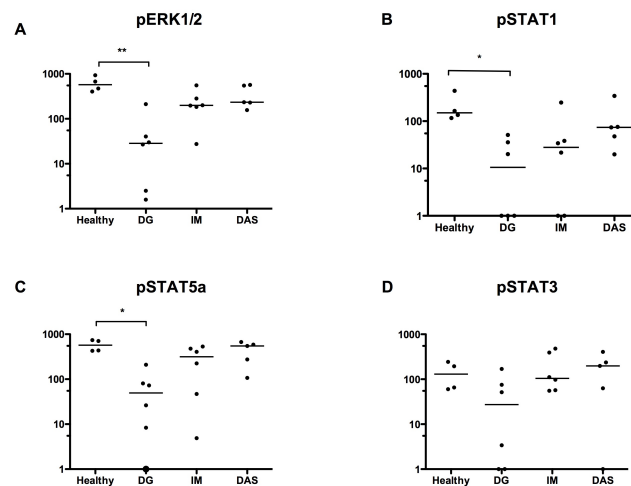 A
pERK1/2
**
1000
100
10
1
Healthy DG IM DAS
B
pSTAT1
*
1000
100
10
1
Healthy DG IM DAS
C
pSTAT5a
*
1000
100
10
1
Healthy DG IM DAS
D
pSTAT3
1000
100
10
1
Healthy DG IM DAS